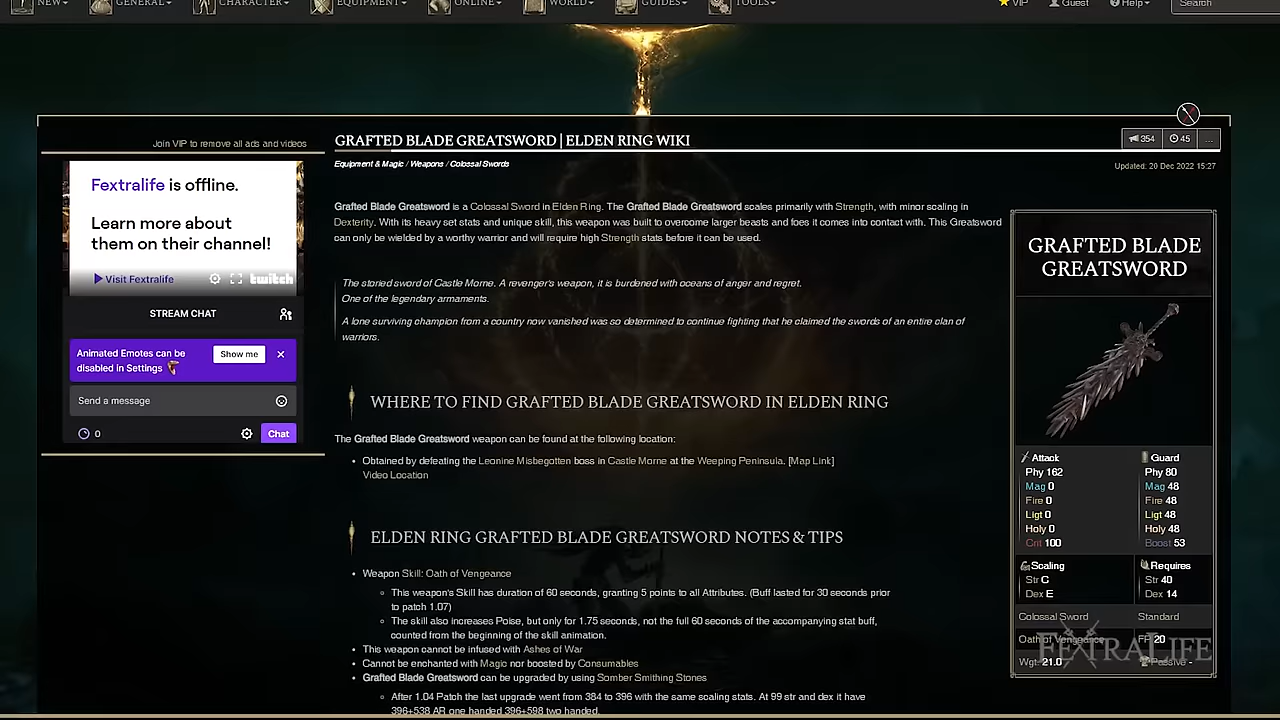 NEW
GENERAL
CHARACTER
EQUIPMENT
ONLINE
WORLD
GUIDES
TOOLS
VIP
Guest
Help
Search
Join VIP to remove all ads and videos
Fextralife is offline.
Learn more about
them on their channel!
Visit Fextralife
twitch
STREAM CHAT
Animated Emotes can be
disabled in Settings
Show me
Send a message
0
Chat
GRAFTED BLADE GREATSWORD | ELDEN RING WIKI
354
45
...
Equipment & Magic / Weapons / Colossal Swords
Updated: 20 Dec 2022 15:27
Grafted Blade Greatsword is a Colossal Sword in Elden Ring. The Grafted Blade Greatsword scales primarily with Strength, with minor scaling in
Dexterity. With its heavy set stats and unique skill, this weapon was built to overcome larger beasts and foes it comes into contact with. This Greatsword
can only be wielded by a worthy warrior and will require high Strength stats before it can be used.
The storied sword of Castle Morne. A revenger's weapon, it is burdened with oceans of anger and regret.
One of the legendary armaments.
A lone surviving champion from a country now vanished was so determined to continue fighting that he claimed the swords of an entire clan of
warriors.
WHERE TO FIND GRAFTED BLADE GREATSWORD IN ELDEN RING
The Grafted Blade Greatsword weapon can be found at the following location:
• Obtained by defeating the Leonine Misbegotten boss in Castle Morne at the Weeping Peninsula. [Map Link]
Video Location
ELDEN RING GRAFTED BLADE GREATSWORD NOTES & TIPS
• Weapon Skill: Oath of Vengeance
This weapon's Skill has duration of 60 seconds, granting 5 points to all Attributes. (Buff lasted for 30 seconds prior
to patch 1.07)
The skill also increases Poise, but only for 1.75 seconds, not the full 60 seconds of the accompanying stat buff,
counted from the beginning of the skill animation.
• This weapon cannot be infused with Ashes of War
• Cannot be enchanted with Magic nor boosted by Consumables
• Grafted Blade Greatsword can be upgraded by using Somber Smithing Stones
After 1.04 Patch the last upgrade went from 384 to 396 with the same scaling stats. At 99 str and dex it have
396+538 AR one handed 396+598 two handed.
GRAFTED BLADE
GREATSWORD
Attack Guard
Phy 162 Phy 80
Mag 0 Mag 48
Fire 0 Fire 48
Ligt 0 Ligt 48
Holy 0 Holy 48
Crit 100 Boost 53
Scaling Requires
Str C Str 40
Dex E Dex 14
Colossal Sword Standard
Oath of Vengeance FP 20
Wgt. 21.0 Passive -
FEXTRALIFE